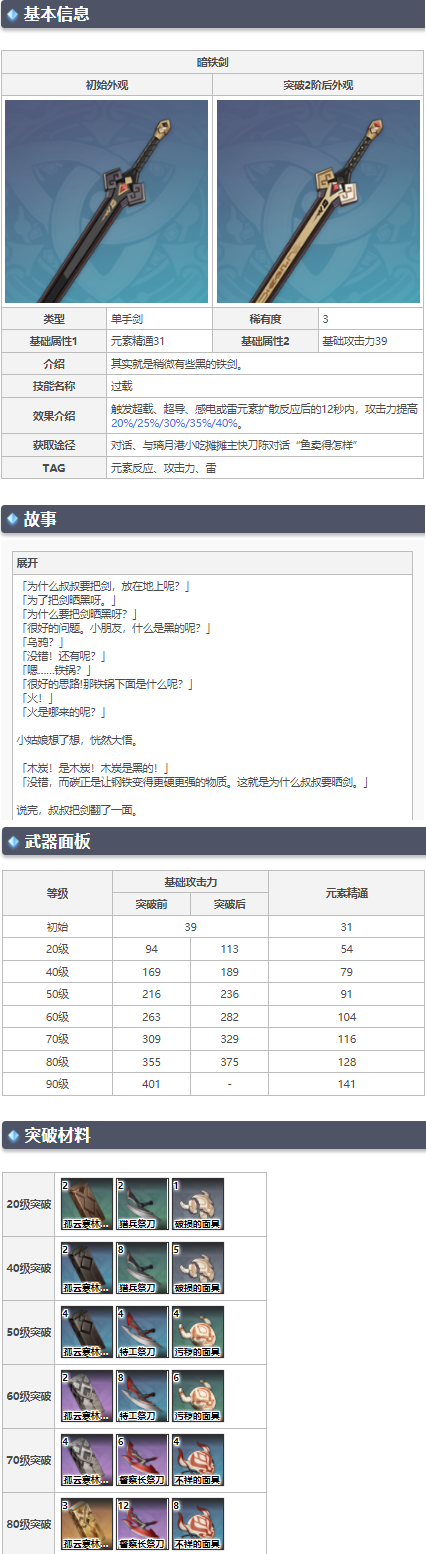 基本信息
暗铁剑
初始外观 突破2阶后外观
类型 单手剑 稀有度 3
基础属性1 元素精通31 基础属性2 基础攻击力39
介绍 其实就是稍微有些黑的铁剑。
技能名称 过载
效果介绍 触发超载、超导、感电或雷元素扩散反应后的12秒内，攻击力提高
20%/25%/30%/35%/40%。
获取途径 对话、与璃月港小吃摊摊主快刀陈对话“鱼卖得怎样”
TAG 元素反应、攻击力、雷
故事
展开
「为什么叔叔要把剑，放在地上呢？」
「为了把剑晒黑呀。」
「为什么要把剑晒黑呀？」
「很好的问题。小朋友，什么是黑的呢？」
「乌鸦？」
「没错！还有呢？」
「嗯……铁锅？」
「很好的思路!那铁锅下面是什么呢？」
「火！」
「火是哪来的呢？」
小姑娘想了想，恍然大悟。
「木炭！是木炭！木炭是黑的！」
「没错，而碳正是让钢铁变得更硬更强的物质。这就是为什么叔叔要晒剑。」
说完，叔叔把剑翻了一面。
武器面板
等级 基础攻击力 元素精通
突破前 突破后
初始 39 31
20级 94 113 54
40级 169 189 79
50级 216 236 91
60级 263 282 104
70级 309 329 116
80级 355 375 128
90级 401 - 141
突破材料
20级突破 2 孤云寒林... 2 猎兵祭刀 1 破损的面具
40级突破 2 孤云寒林... 8 猎兵祭刀 5 破损的面具
50级突破 4 孤云寒林... 4 特工祭刀 4 污秽的面具
60级突破 2 孤云寒林... 8 特工祭刀 6 污秽的面具
70级突破 4 孤云寒林... 6 督察长祭刀 4 不祥的面具
80级突破 3 孤云寒林... 12 督察长祭刀 8 不祥的面具